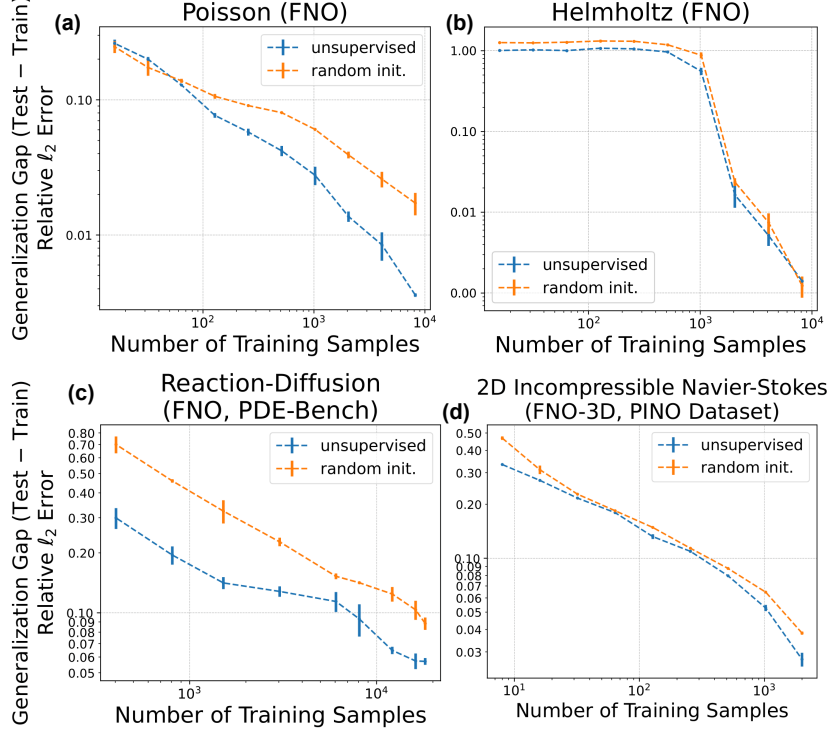 (a)
Poisson (FNO)
Generalization Gap (Test − Train)
Relative ℓ₂ Error
unsupervised
random init.
0.10
0.01
10²
10³
10⁴
Number of Training Samples
(b)
Helmholtz (FNO)
1.00
0.10
0.01
0.00
unsupervised
random init.
10²
10³
10⁴
Number of Training Samples
(c)
Reaction-Diffusion
(FNO, PDE-Bench)
Generalization Gap (Test − Train)
Relative ℓ₂ Error
unsupervised
random init.
0.80
0.70
0.60
0.50
0.40
0.30
0.20
0.10
0.09
0.08
0.07
0.06
0.05
10³
10⁴
Number of Training Samples
(d)
2D Incompressible Navier-Stokes
(FNO-3D, PINO Dataset)
unsupervised
random init.
0.50
0.40
0.30
0.20
0.10
0.09
0.08
0.07
0.06
0.05
0.04
0.03
10¹
10²
10³
Number of Training Samples